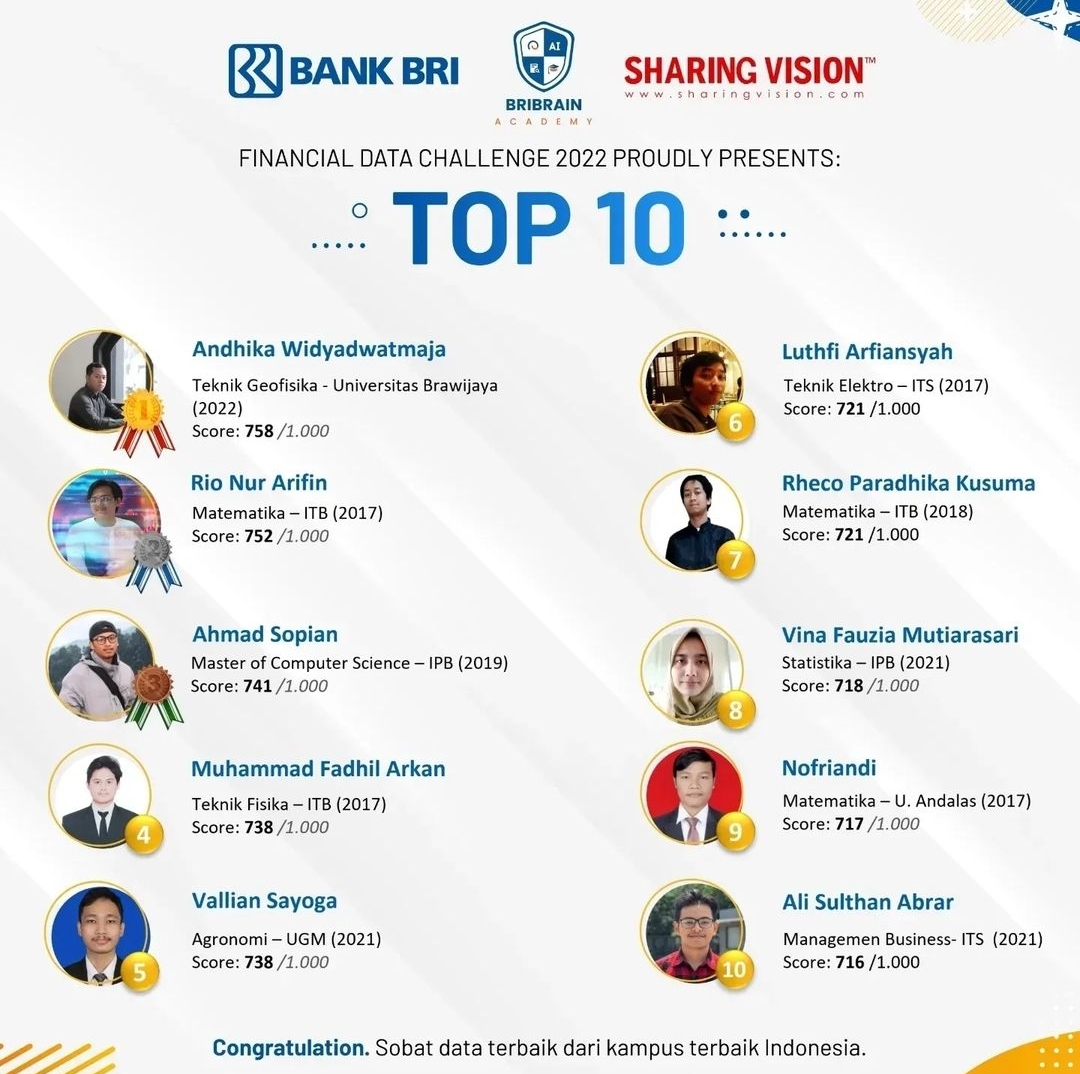 BANK BRI
AI
BRIBRAIN
ACADEMY
SHARING VISION™
www.sharingvision.com
FINANCIAL DATA CHALLENGE 2022 PROUDLY PRESENTS:
TOP 10
1
Andhika Widyadwatmaja
Teknik Geofisika - Universitas Brawijaya
(2022)
Score: 758 /1.000
2
Rio Nur Arifin
Matematika – ITB (2017)
Score: 752 /1.000
3
Ahmad Sopian
Master of Computer Science – IPB (2019)
Score: 741 /1.000
4
Muhammad Fadhil Arkan
Teknik Fisika – ITB (2017)
Score: 738 /1.000
5
Vallian Sayoga
Agronomi – UGM (2021)
Score: 738 /1.000
6
Luthfi Arfiansyah
Teknik Elektro – ITS (2017)
Score: 721 /1.000
7
Rheco Paradhika Kusuma
Matematika – ITB (2018)
Score: 721 /1.000
8
Vina Fauzia Mutiarasari
Statistika – IPB (2021)
Score: 718 /1.000
9
Nofriandi
Matematika – U. Andalas (2017)
Score: 717 /1.000
10
Ali Sulthan Abrar
Managemen Business- ITS  (2021)
Score: 716 /1.000
Congratulation. Sobat data terbaik dari kampus terbaik Indonesia.